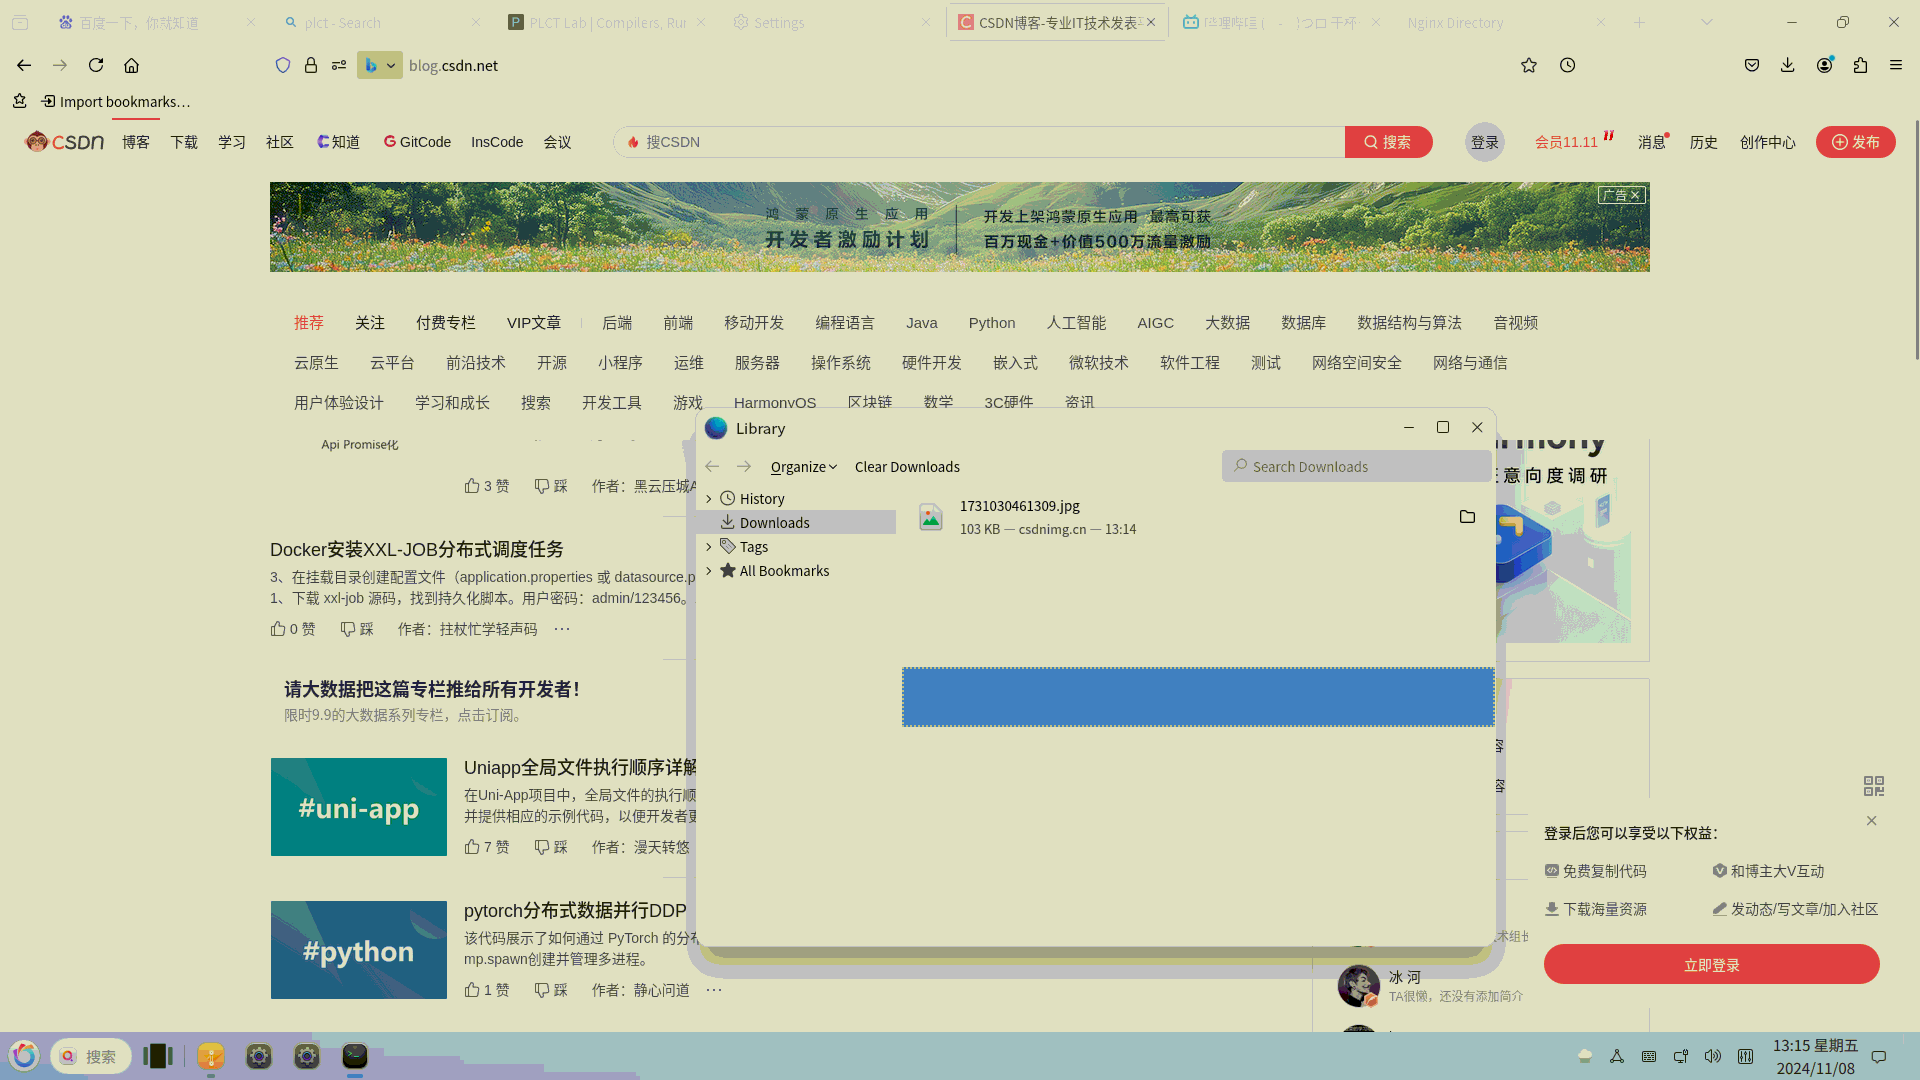 百度一下，你就知道
plct - Search
PLCT Lab | Compilers, Rur
Settings
CSDN博客-专业IT技术发表
Nginx Directory
blog.csdn.net
Import bookmarks…
CSDN 博客 下载 学习 社区 知道 GitCode InsCode 会议
搜CSDN
搜索
登录
会员11.11
消息 历史 创作中心
发布
广告
鸿蒙原生应用
开发者激励计划
开发上架鸿蒙原生应用 最高可获
百万现金+价值500万流量激励
推荐 关注 付费专栏 VIP文章 后端 前端 移动开发 编程语言 Java Python 人工智能 AIGC 大数据 数据库 数据结构与算法 音视频
云原生 云平台 前沿技术 开源 小程序 运维 服务器 操作系统 硬件开发 嵌入式 微软技术 软件工程 测试 网络空间安全 网络与通信
用户体验设计 学习和成长 搜索 开发工具 游戏 HarmonyOS 区块链 数学 3C硬件 资讯
Api Promise化
3 赞 踩 作者：黑云压城A
Docker安装XXL-JOB分布式调度任务
3、在挂载目录创建配置文件（application.properties 或 datasource.p
1、下载 xxl-job 源码，找到持久化脚本。用户密码：admin/123456。
0 赞 踩 作者：拄杖忙学轻声码 ···
请大数据把这篇专栏推给所有开发者！
限时9.9的大数据系列专栏，点击订阅。
#uni-app
Uniapp全局文件执行顺序详解
在Uni-App项目中，全局文件的执行顺
并提供相应的示例代码，以便开发者更
7 赞 踩 作者：漫天转悠
#python
pytorch分布式数据并行DDP
该代码展示了如何通过 PyTorch 的分布
mp.spawn创建并管理多进程。
1 赞 踩 作者：静心问道 ···
Library
Organize
Clear Downloads
Search Downloads
History
Downloads
Tags
All Bookmarks
1731030461309.jpg
103 KB — csdnimg.cn — 13:14
意向度调研
登录后您可以享受以下权益：
免费复制代码
和博主大V互动
下载海量资源
发动态/写文章/加入社区
立即登录
术组长
冰 河
TA很懒，还没有添加简介
搜索
13:15 星期五
2024/11/08